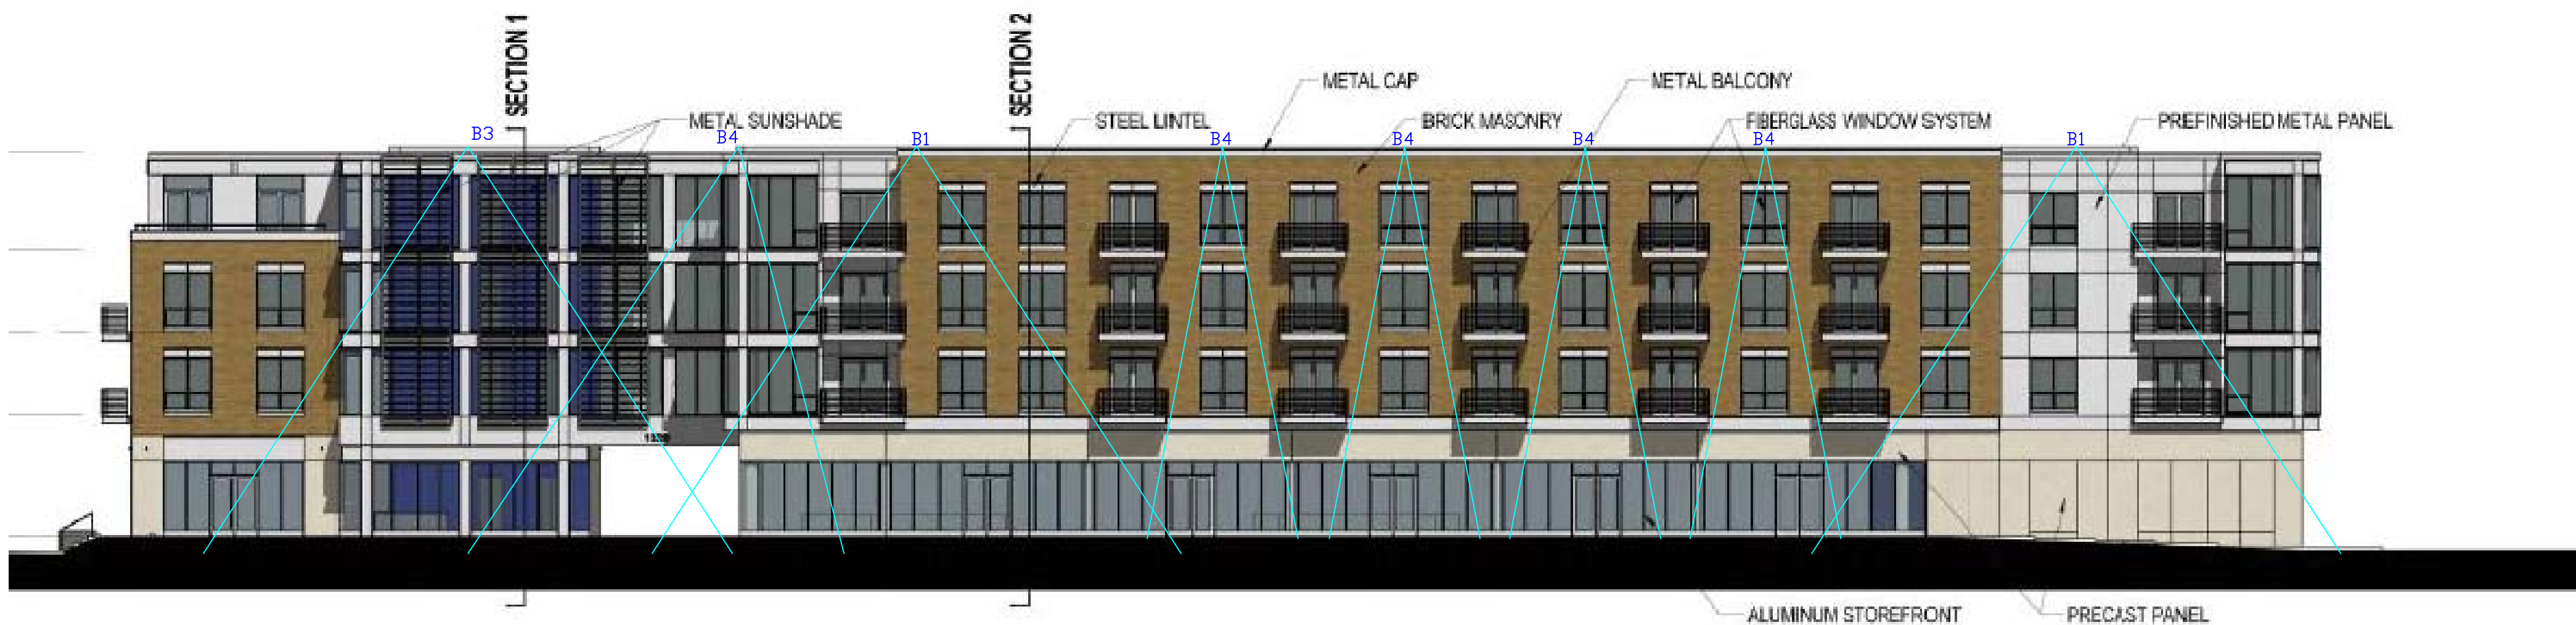 SECTION 1
SECTION 2
METAL CAP
METAL BALCONY
METAL SUNSHADE
STEEL LINTEL
BRICK MASONRY
FIBERGLASS WINDOW SYSTEM
PREFINISHED METAL PANEL
B3
B4
B1
B4
B4
B4
B4
B1
ALUMINUM STOREFRONT
PRECAST PANEL